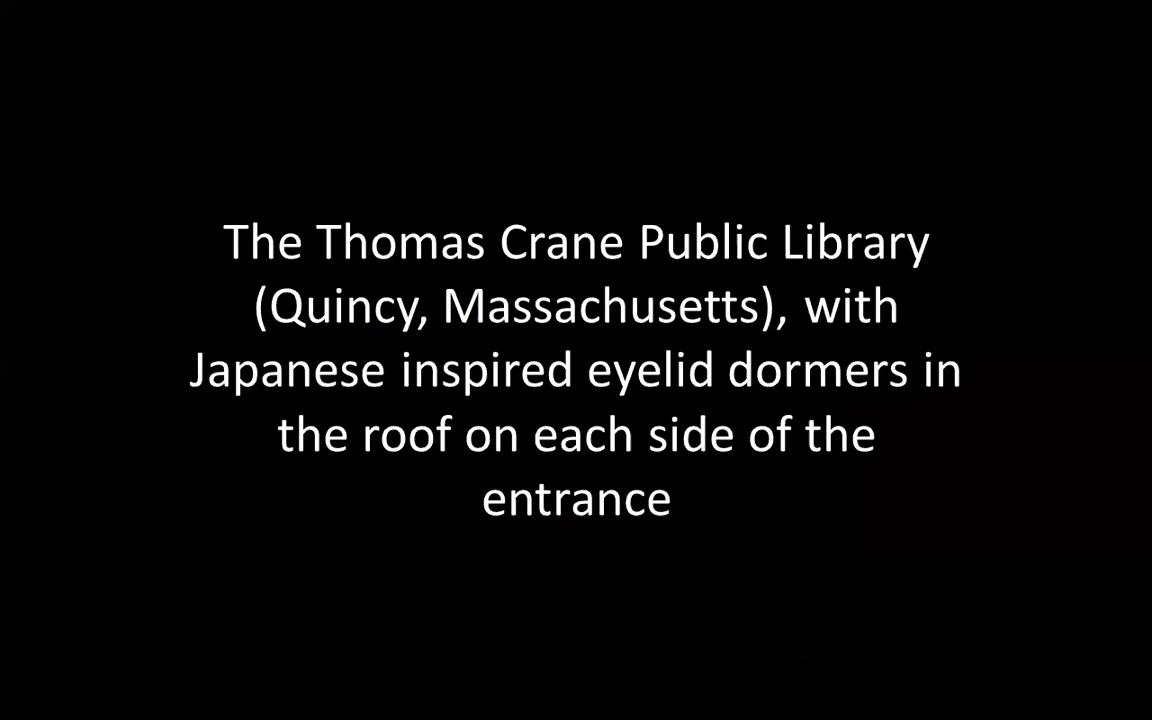 The Thomas Crane Public Library
(Quincy, Massachusetts), with
Japanese inspired eyelid dormers in
the roof on each side of the
entrance